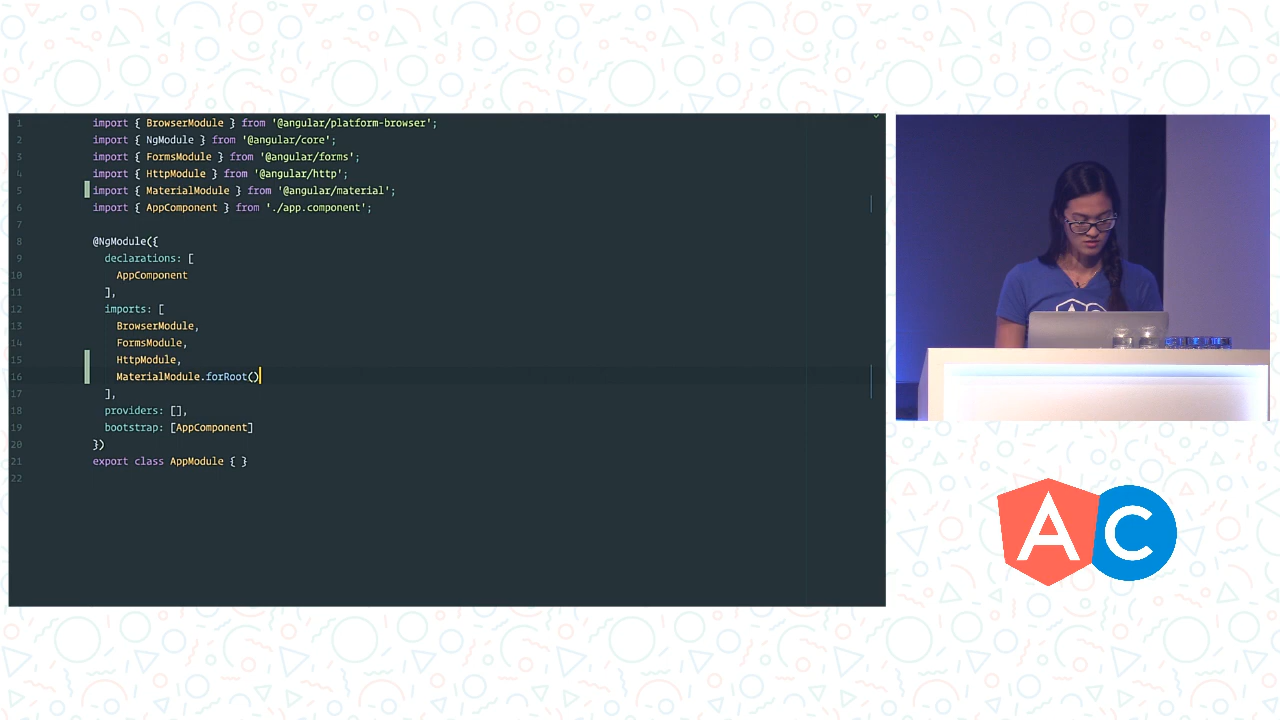 1 import { BrowserModule } from '@angular/platform-browser';
2 import { NgModule } from '@angular/core';
3 import { FormsModule } from '@angular/forms';
4 import { HttpModule } from '@angular/http';
5 import { MaterialModule } from '@angular/material';
6 import { AppComponent } from './app.component';
7
8 @NgModule({
9 declarations: [
10 AppComponent
11 ],
12 imports: [
13 BrowserModule,
14 FormsModule,
15 HttpModule,
16 MaterialModule.forRoot()
17 ],
18 providers: [],
19 bootstrap: [AppComponent]
20 })
21 export class AppModule { }
22
A C